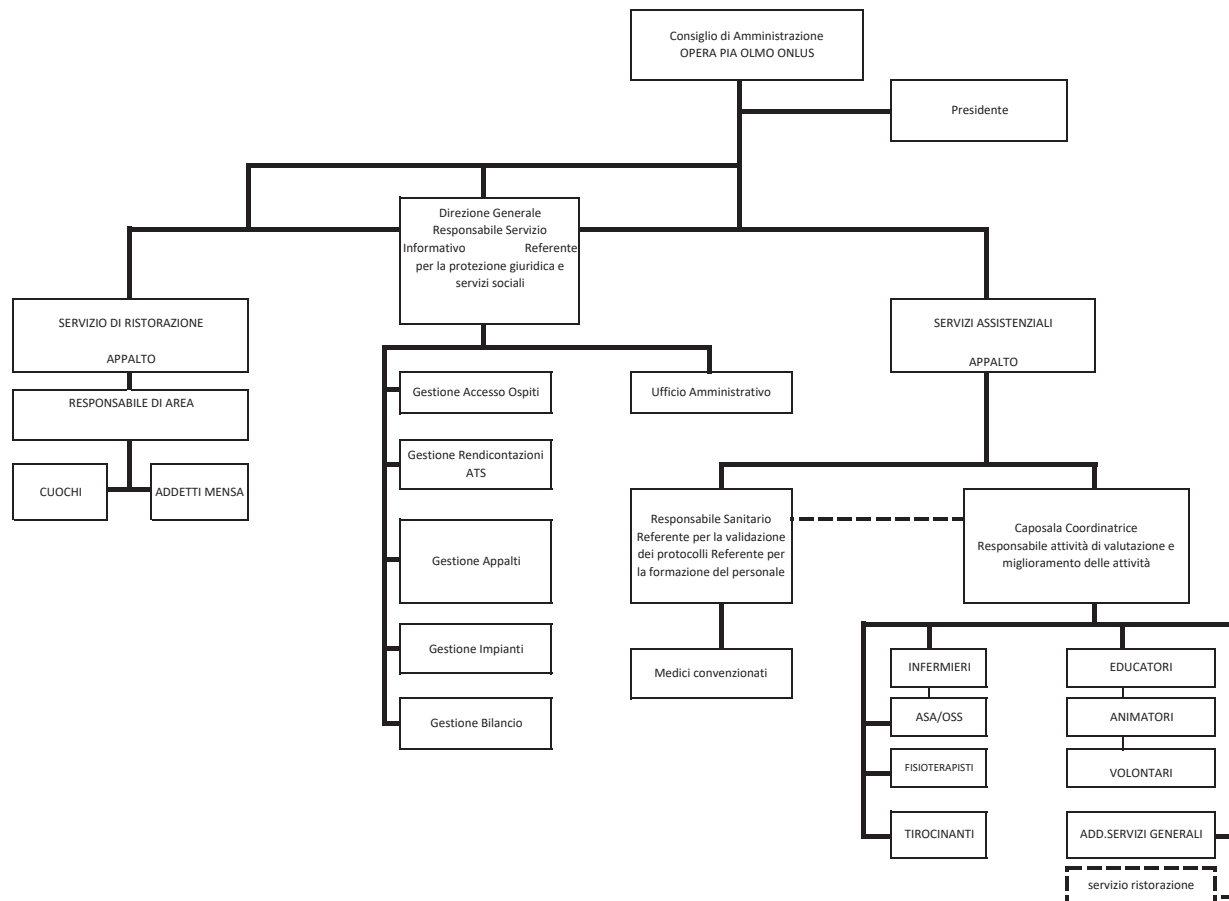 Consiglio di Amministrazione
OPERA PIA OLMO ONLUS
Presidente
Direzione Generale
Responsabile Servizio
Informativo Referente
per la protezione giuridica e
servizi sociali
SERVIZIO DI RISTORAZIONE
APPALTO
SERVIZI ASSISTENZIALI
APPALTO
RESPONSABILE DI AREA
CUOCHI
ADDETTI MENSA
Gestione Accesso Ospiti
Ufficio Amministrativo
Gestione Rendicontazioni
ATS
Gestione Appalti
Gestione Impianti
Gestione Bilancio
Responsabile Sanitario
Referente per la validazione
dei protocolli Referente per
la formazione del personale
Medici convenzionati
Caposala Coordinatrice
Responsabile attività di valutazione e
miglioramento delle attività
INFERMIERI
ASA/OSS
FISIOTERAPISTI
TIROCINANTI
EDUCATORI
ANIMATORI
VOLONTARI
ADD.SERVIZI GENERALI
servizio ristorazione